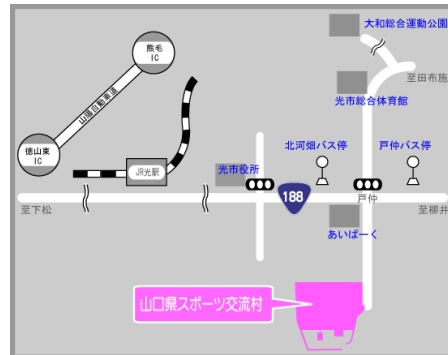 大和総合運動公園
熊毛
IC
至田布施
山陽自動車道
光市総合体育館
徳山東
IC
北河畑バス停
戸仲バス停
JR光駅
光市役所
188
戸仲
至下松
至柳井
あいぱーく
山口県スポーツ交流村